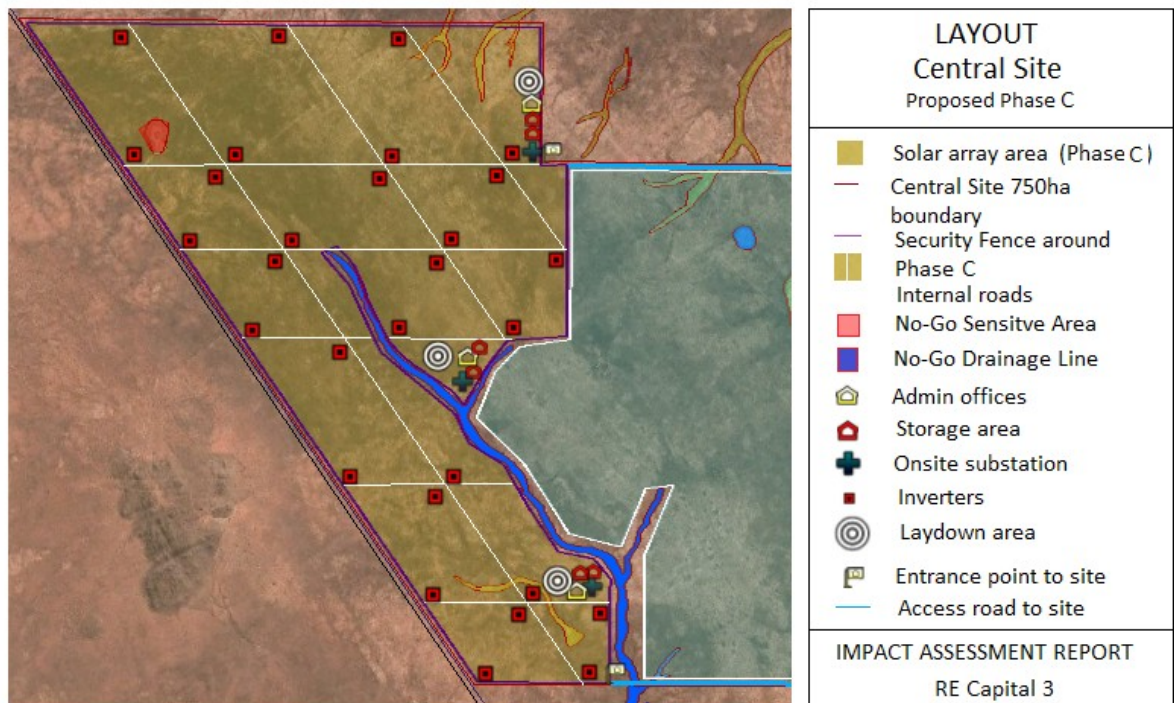 LAYOUT
Central Site
Proposed Phase C
Solar array area (Phase C)
Central Site 750ha
boundary
Security Fence around
Phase C
Internal roads
No-Go Sensitve Area
No-Go Drainage Line
Admin offices
Storage area
Onsite substation
Inverters
Laydown area
Entrance point to site
Access road to site
IMPACT ASSESSMENT REPORT
RE Capital 3